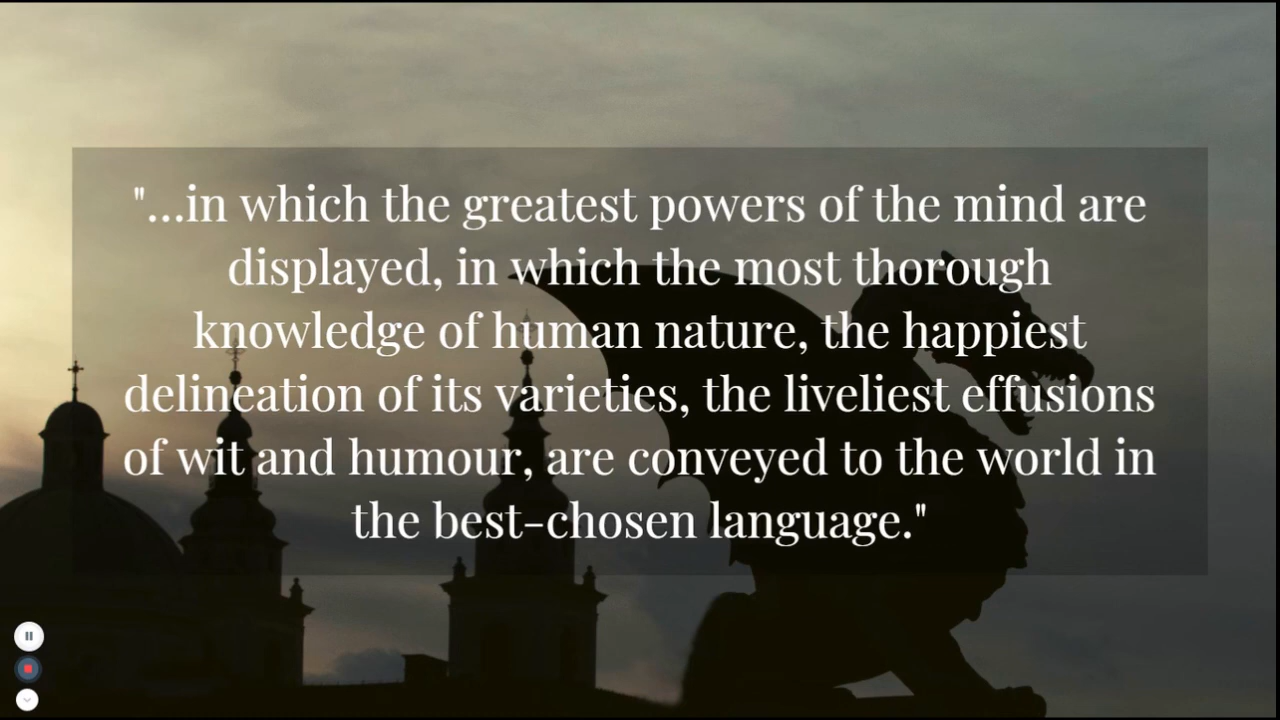 "...in which the greatest powers of the mind are
displayed, in which the most thorough
knowledge of human nature, the happiest
delineation of its varieties, the liveliest effusions
of wit and humour, are conveyed to the world in
the best-chosen language."